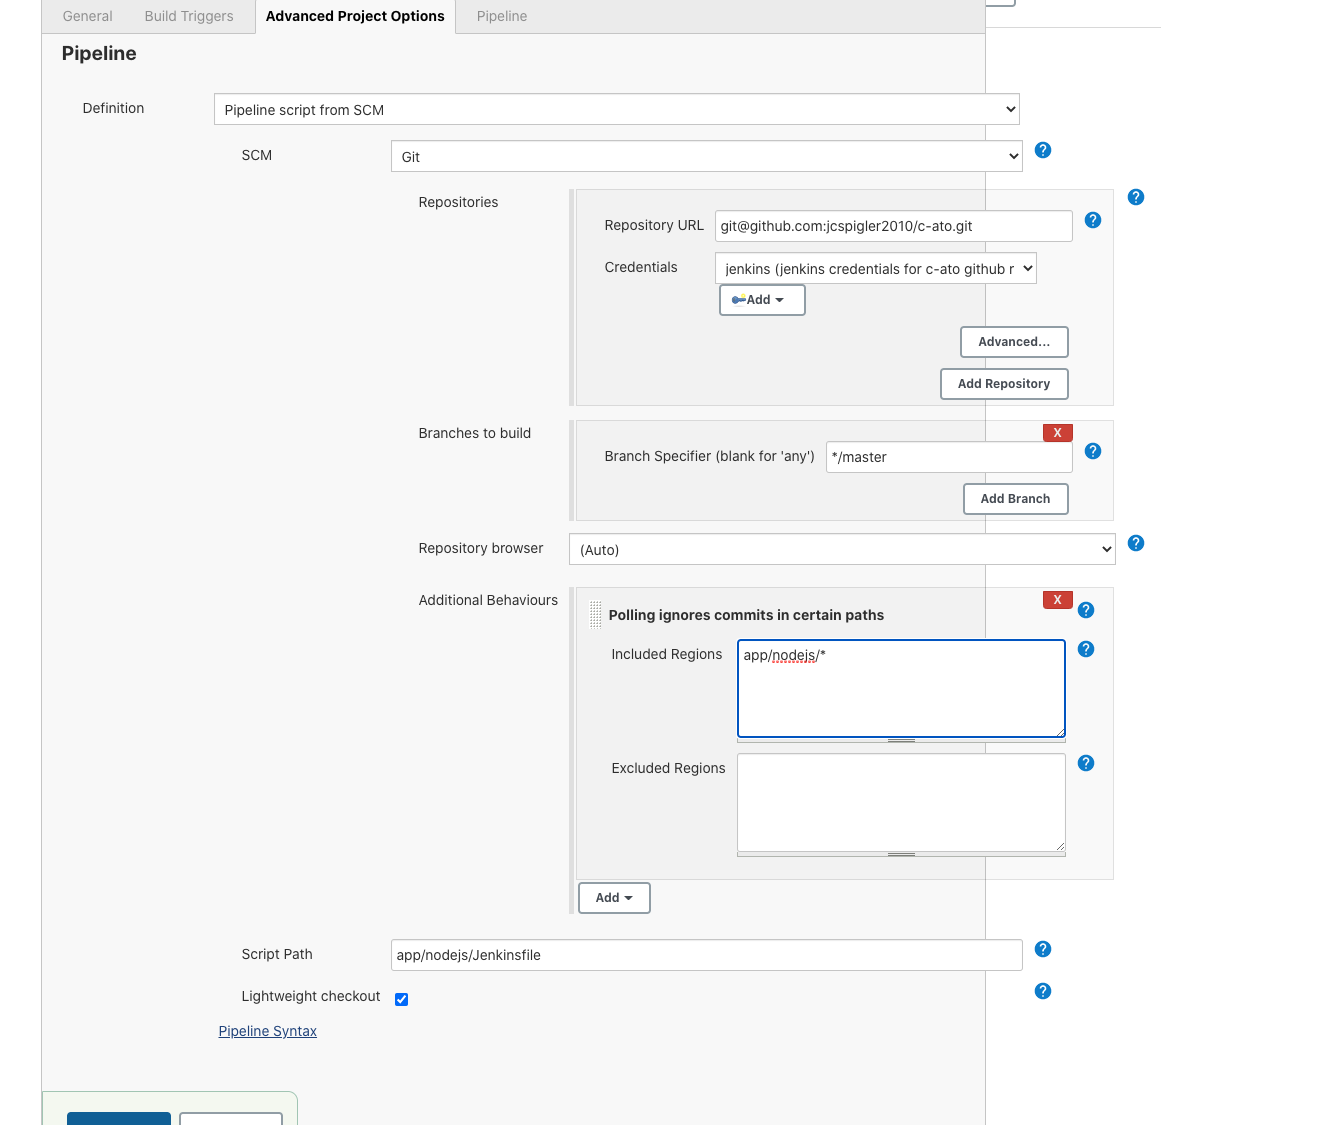 General Build Triggers Advanced Project Options Pipeline
Pipeline
Definition Pipeline script from SCM
SCM Git
Repositories
Repository URL git@github.com:jcspigler2010/c-ato.git
Credentials jenkins (jenkins credentials for c-ato github r
Add
Advanced...
Add Repository
Branches to build X
Branch Specifier (blank for 'any') */master
Add Branch
Repository browser (Auto)
Additional Behaviours X
Polling ignores commits in certain paths
Included Regions app/nodejs/*
Excluded Regions
Add
Script Path app/nodejs/Jenkinsfile
Lightweight checkout
Pipeline Syntax